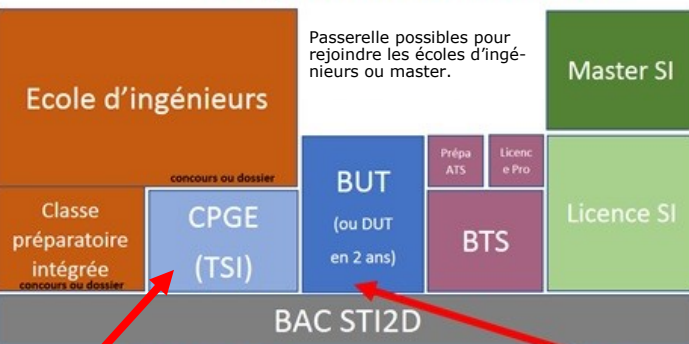 Ecole d'ingénieurs
concours ou dossier
Passerelle possibles pour
rejoindre les écoles d'ingé-
nieurs ou master.
Master SI
Classe
préparatoire
intégrée
concours ou dossier
CPGE
(TSI)
BUT
(ou DUT
en 2 ans)
Prépa
ATS
Licenc
e Pro
BTS
Licence SI
BAC STI2D